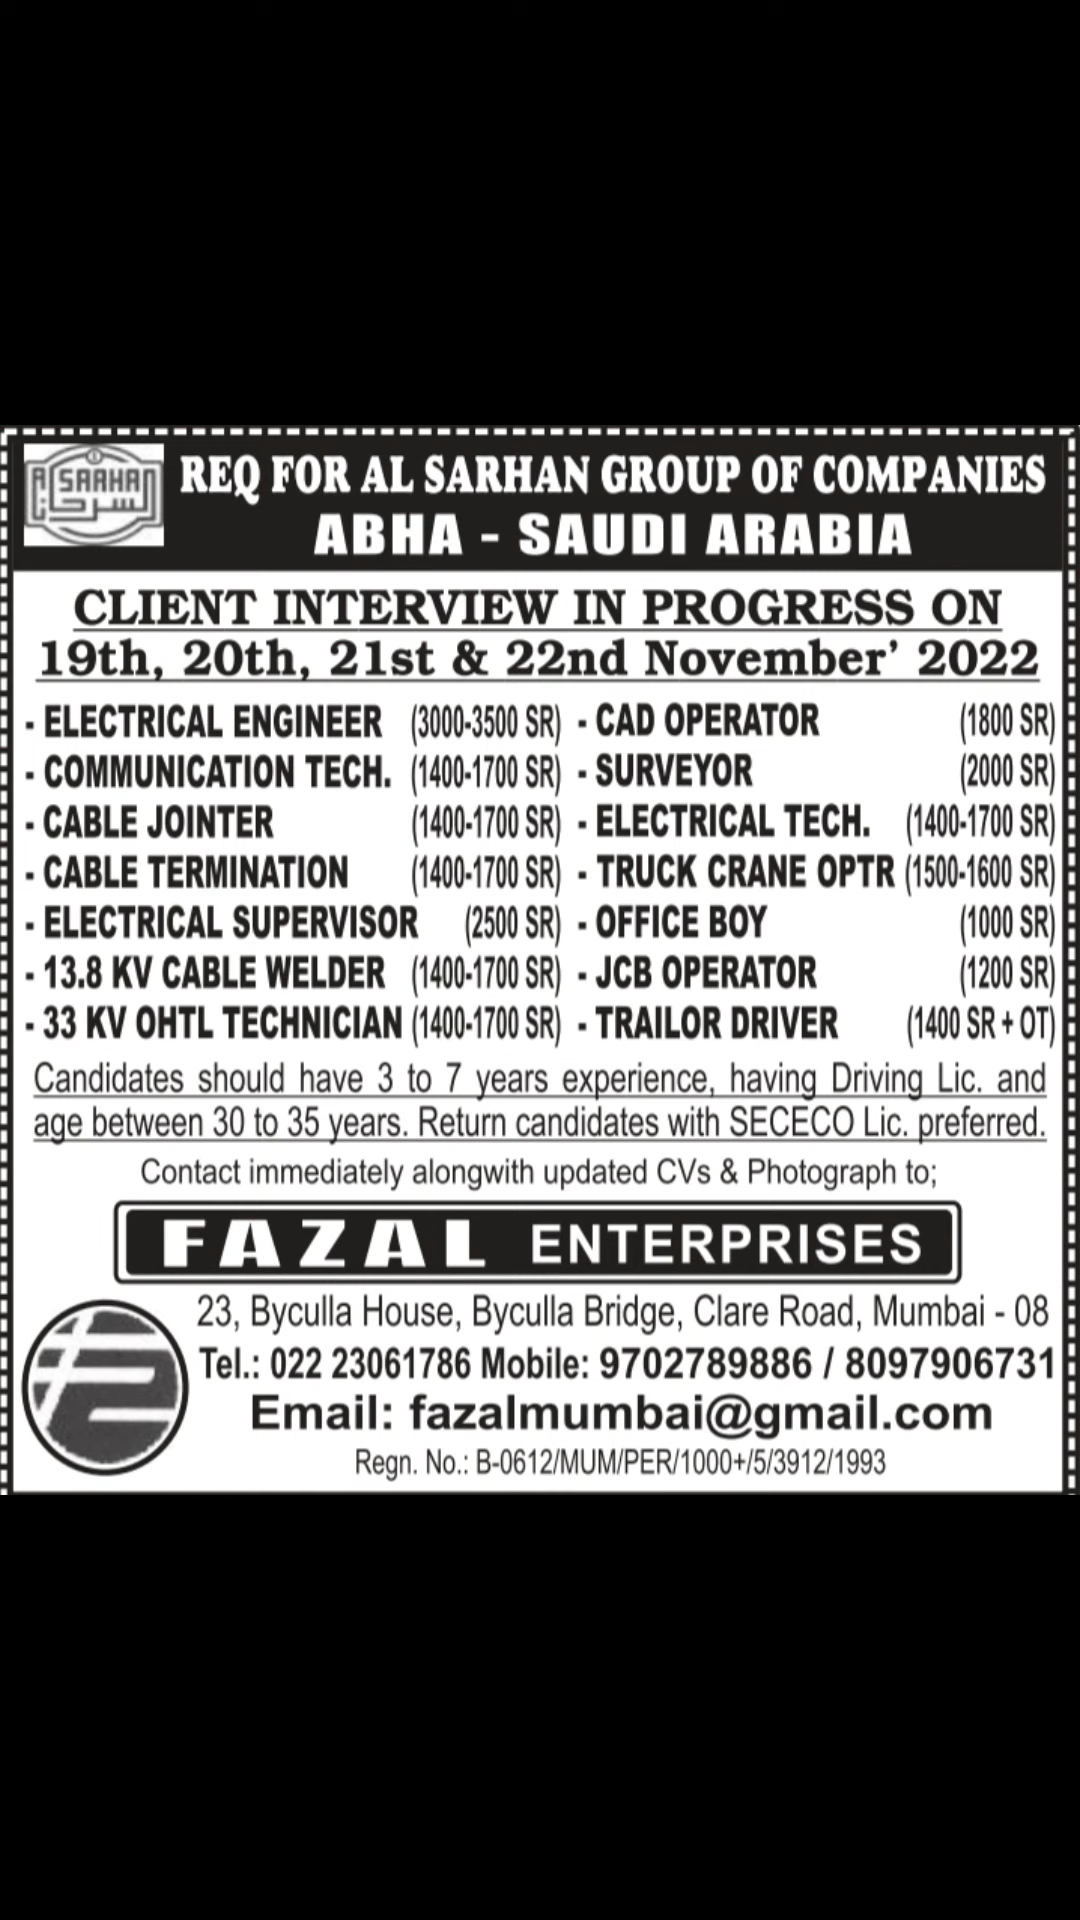 A SARHAN
السرحان
REQ FOR AL SARHAN GROUP OF COMPANIES
ABHA - SAUDI ARABIA
CLIENT INTERVIEW IN PROGRESS ON
19th, 20th, 21st & 22nd November' 2022
- ELECTRICAL ENGINEER (3000-3500 SR)
- COMMUNICATION TECH. (1400-1700 SR)
- CABLE JOINTER (1400-1700 SR)
- CABLE TERMINATION (1400-1700 SR)
- ELECTRICAL SUPERVISOR (2500 SR)
- 13.8 KV CABLE WELDER (1400-1700 SR)
- 33 KV OHTL TECHNICIAN (1400-1700 SR)
- CAD OPERATOR (1800 SR)
- SURVEYOR (2000 SR)
- ELECTRICAL TECH. (1400-1700 SR)
- TRUCK CRANE OPTR (1500-1600 SR)
- OFFICE BOY (1000 SR)
- JCB OPERATOR (1200 SR)
- TRAILOR DRIVER (1400 SR + OT)
Candidates should have 3 to 7 years experience, having Driving Lic. and
age between 30 to 35 years. Return candidates with SECECO Lic. preferred.
Contact immediately alongwith updated CVs & Photograph to;
FAZAL ENTERPRISES
23, Byculla House, Byculla Bridge, Clare Road, Mumbai - 08
Tel.: 022 23061786 Mobile: 9702789886 / 8097906731
Email: fazalmumbai@gmail.com
Regn. No.: B-0612/MUM/PER/1000+/5/3912/1993